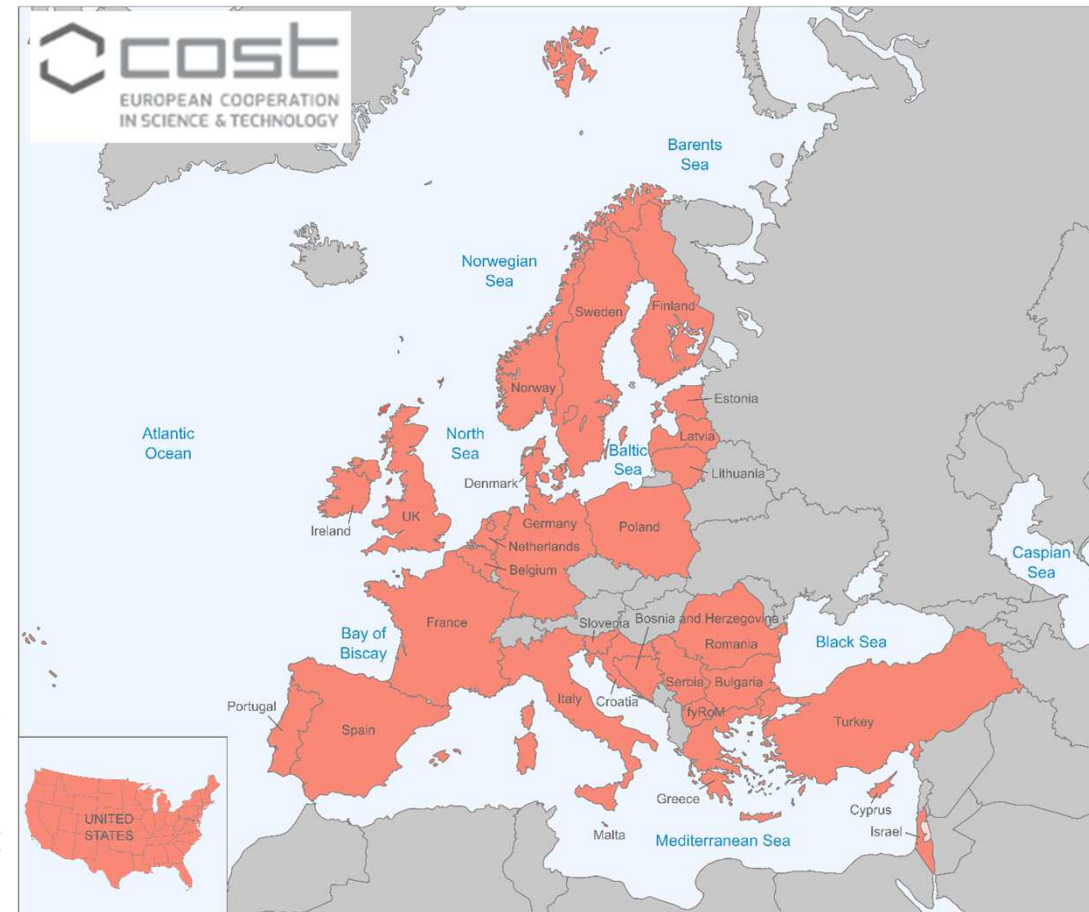 cost
EUROPEAN COOPERATION
IN SCIENCE & TECHNOLOGY
Barents
Sea
Norwegian
Sea
Sweden
Finland
Norway
Estonia
Atlantic
Ocean
North
Sea
Latvia
Baltic
Sea
Lithuania
Denmark
Ireland
UK
Germany
Poland
Netherlands
Belgium
Caspian
Sea
France
Slovenia
Bosnia and Herzegovina
Bay of
Biscay
Romania
Black Sea
Serbia
Bulgaria
Italy
Croatia
Portugal
fyRoM
Spain
Turkey
Greece
Cyprus
Malta
Mediterranean Sea
Israel
UNITED
STATES